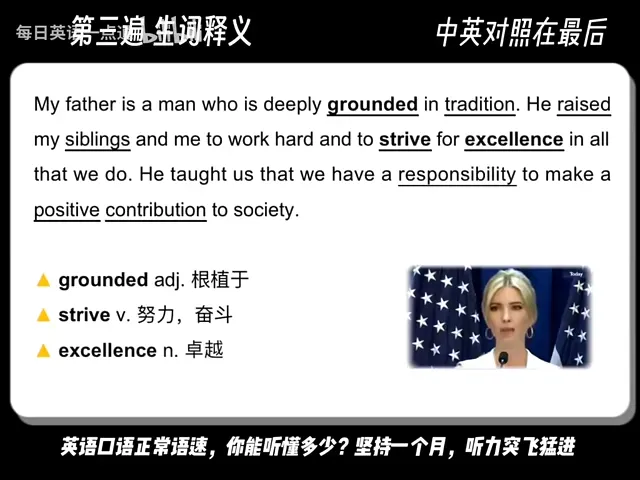 每日英语一点通
第三遍 生词释义
中英对照在最后
My father is a man who is deeply grounded in tradition. He raised
my siblings and me to work hard and to strive for excellence in all
that we do. He taught us that we have a responsibility to make a
positive contribution to society.
▲ grounded adj. 根植于
▲ strive v. 努力，奋斗
▲ excellence n. 卓越
Today
英语口语正常语速，你能听懂多少？坚持一个月，听力突飞猛进